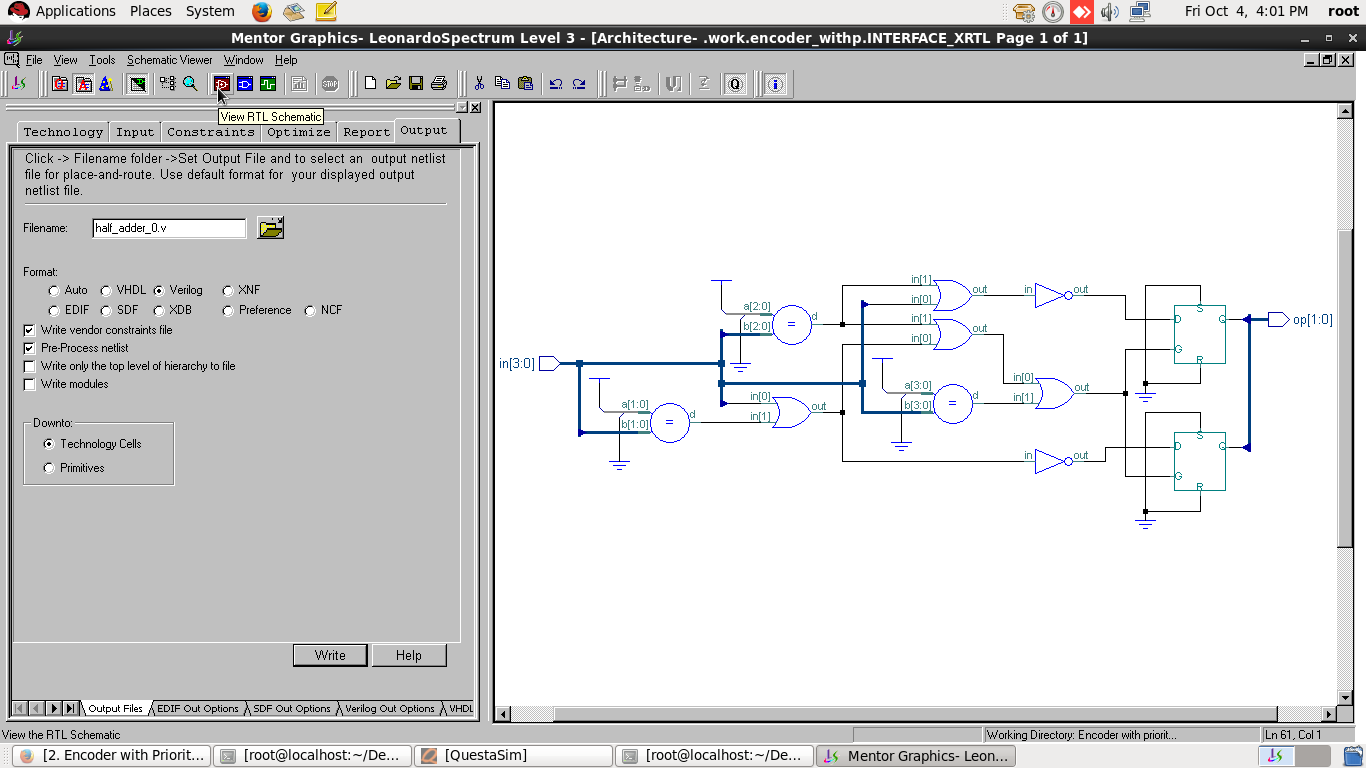 Applications Places System Fri Oct 4, 4:01 PM root
Mentor Graphics- LeonardoSpectrum Level 3 - [Architecture- .work.encoder_withp.INTERFACE_XRTL Page 1 of 1]
File View Tools Schematic Viewer Window Help
STOP Q
View RTL Schematic
Technology Input Constraints Optimize Report Output
Click -> Filename folder ->Set Output File and to select an output netlist
file for place-and-route. Use default format for your displayed output
netlist file.
Filename: half_adder_0.v
Format:
Auto VHDL Verilog XNF
EDIF SDF XDB Preference NCF
Write vendor constraints file
Pre-Process netlist
Write only the top level of hierarchy to file
Write modules
Downto:
Technology Cells
Primitives
Write Help
Output Files EDIF Out Options SDF Out Options Verilog Out Options VHDL
in[3:0]
a[1:0]
b[1:0]
=
d
a[2:0]
b[2:0]
=
d
in[0]
in[1]
out
in[1]
in[0]
out
in[1]
in[0]
out
a[3:0]
b[3:0]
=
d
in[0]
in[1]
out
in out
in out
S
D Q
G
R
S
D Q
G
R
op[1:0]
View the RTL Schematic Working Directory: Encoder with priorit... Ln 61, Col 1
[2. Encoder with Priorit... [root@localhost:~/De... [QuestaSim] [root@localhost:~/De... Mentor Graphics- Leon...